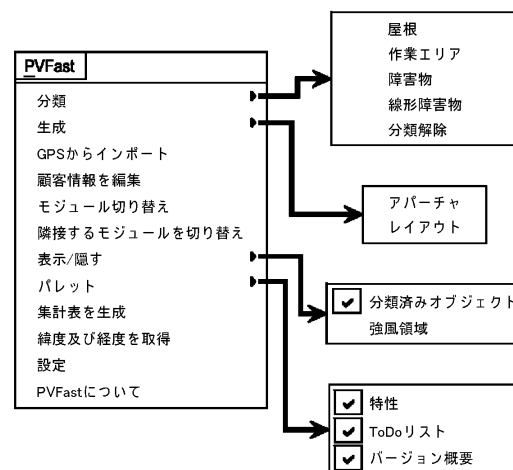 PVFast
分類
生成
GPSからインポート
顧客情報を編集
モジュール切り替え
隣接するモジュールを切り替え
表示/隠す
パレット
集計表を生成
緯度及び経度を取得
設定
PVFastについて
屋根
作業エリア
障害物
線形障害物
分類解除
アパーチャ
レイアウト
分類済みオブジェクト
強風領域
特性
ToDoリスト
バージョン概要